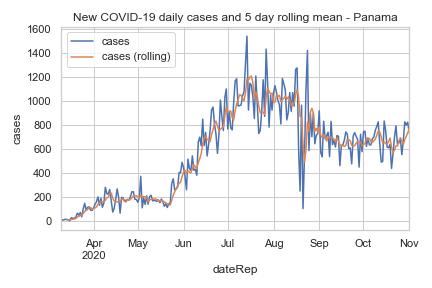 New COVID-19 daily cases and 5 day rolling mean - Panama
cases
cases (rolling)
1600
1400
1200
1000
800
600
400
200
0
cases
Apr
2020
May
Jun
Jul
Aug
Sep
Oct
Nov
dateRep